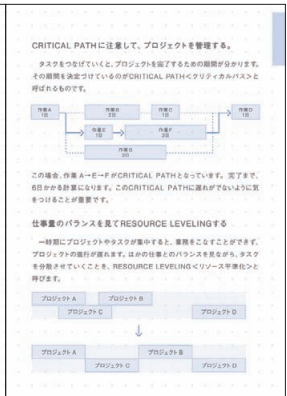 CRITICAL PATHに注意して、プロジェクトを管理する。
タスクをつなげていくと、プロジェクトを完了するための期間が分かります。
その期間を決定づけているのがCRITICAL PATH<クリティカルパス>と
呼ばれるものです。
作業A
1日
作業B
2日
作業C
1日
作業D
1日
作業E
1日
作業F
3日
作業G
3日
この場合、作業 A→E→FがCRITICAL PATHとなっています。完了まで、
6日かかる計算になります。このCRITICAL PATHに遅れがでないように気
をつけることが重要です。
仕事量のバランスを見てRESOURCE LEVELINGする
一時期にプロジェクトやタスクが集中すると、業務をこなすことができず、
プロジェクトの進行が遅れます。ほかの仕事とのバランスを見ながら、タスク
を分散させていくことを、RESOURCE LEVELING<リソース平準化>と
呼びます。
プロジェクト A
プロジェクト B
プロジェクト C
プロジェクト D
プロジェクト A
プロジェクト B
プロジェクト C
プロジェクト D